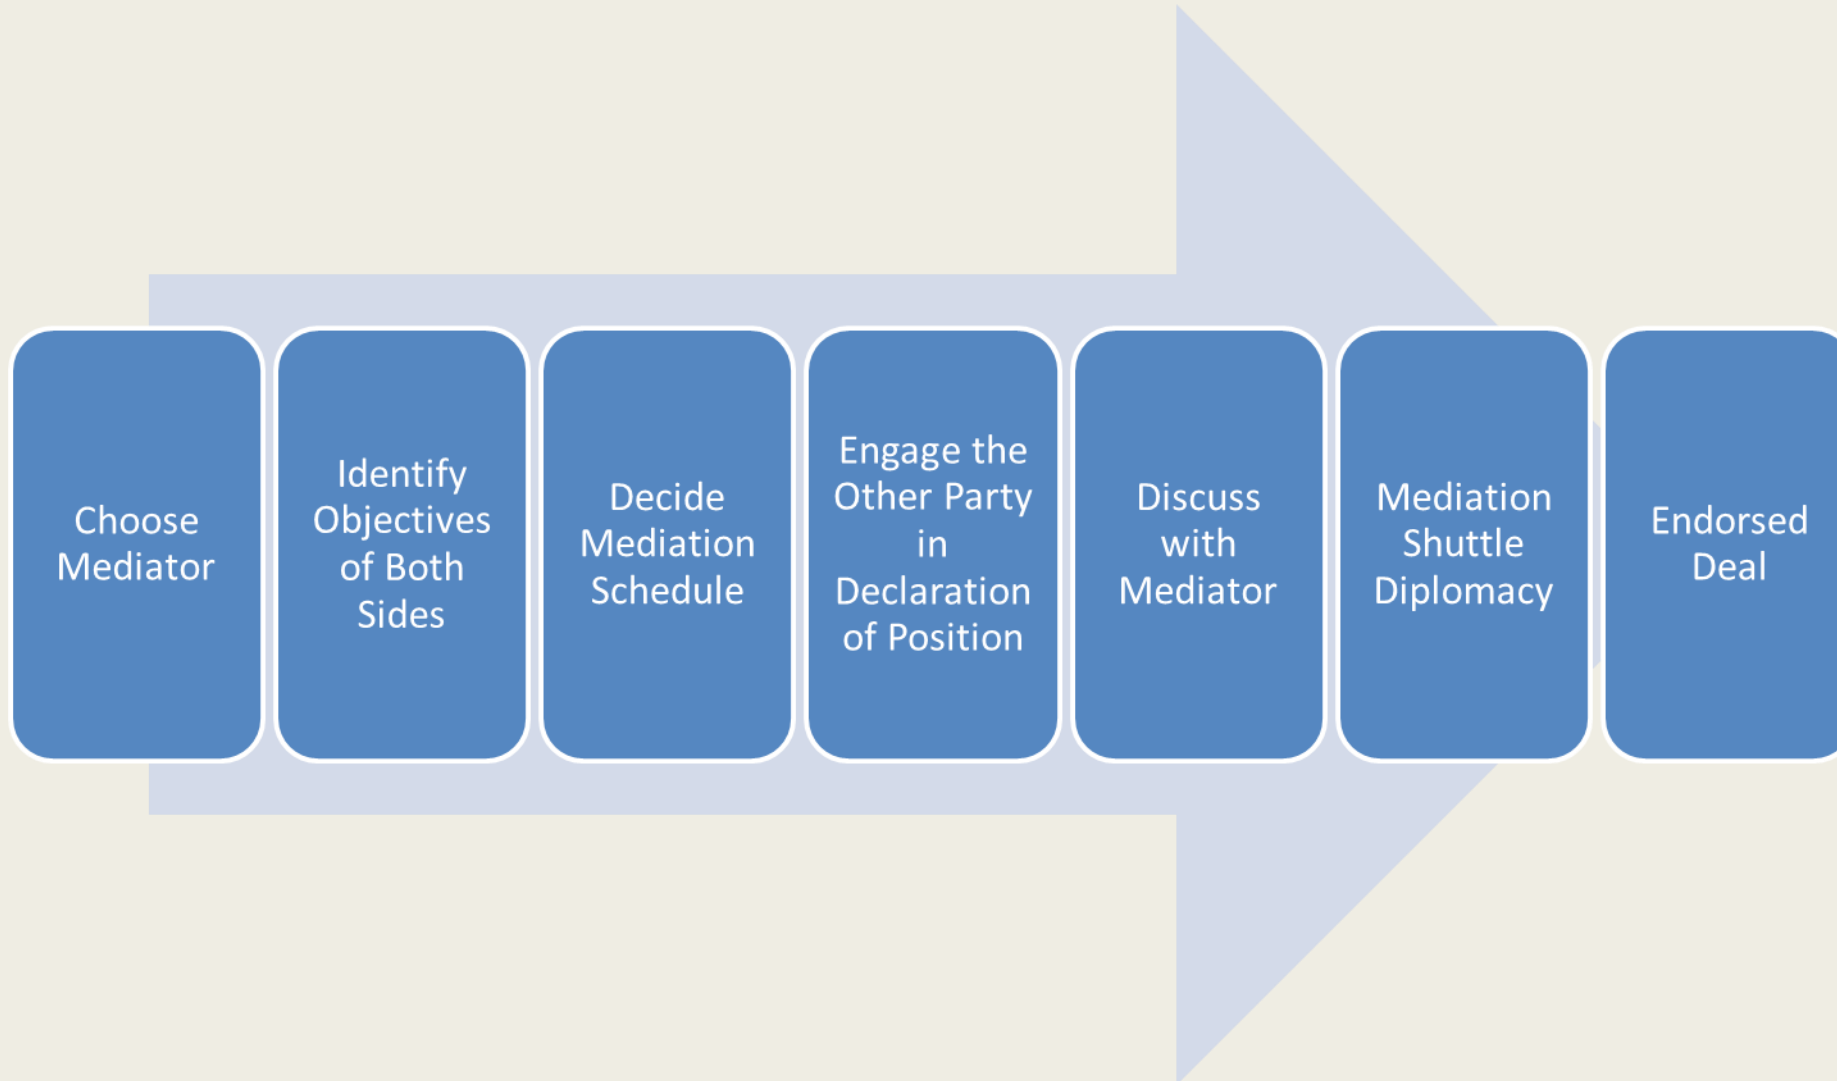 Choose
Mediator
Identify
Objectives
of Both
Sides
Decide
Mediation
Schedule
Engage the
Other Party
in
Declaration
of Position
Discuss
with
Mediator
Mediation
Shuttle
Diplomacy
Endorsed
Deal